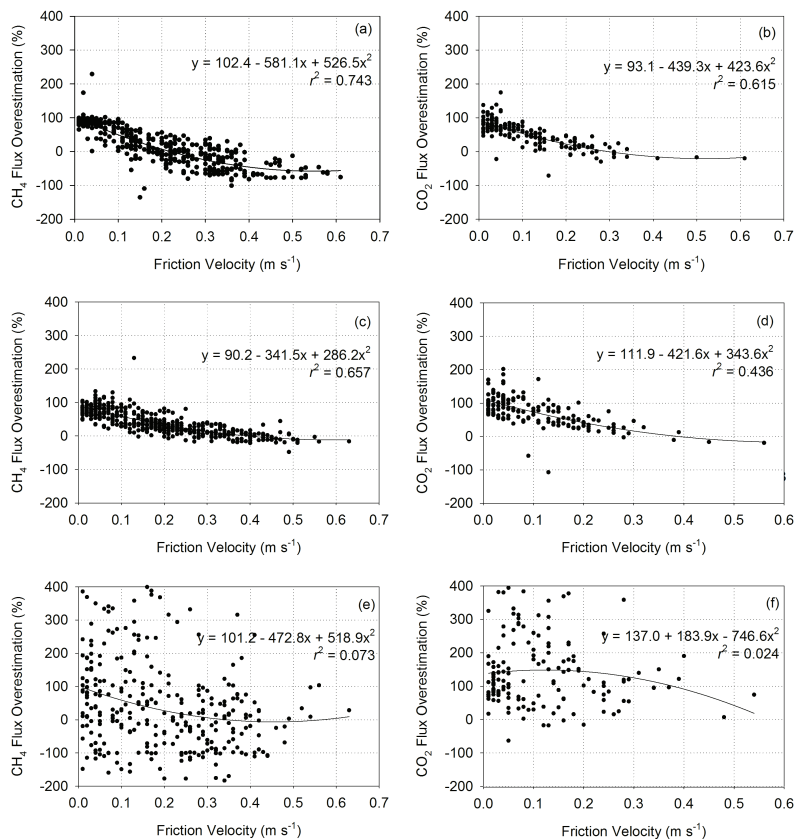 (a)
y = 102.4 - 581.1x + 526.5x²
r² = 0.743
CH₄ Flux Overestimation (%)
400
300
200
100
0
-100
-200
0.0 0.1 0.2 0.3 0.4 0.5 0.6 0.7
Friction Velocity (m s⁻¹)
(b)
y = 93.1 - 439.3x + 423.6x²
r² = 0.615
CO₂ Flux Overestimation (%)
400
300
200
100
0
-100
-200
0.0 0.1 0.2 0.3 0.4 0.5 0.6 0.7
Friction Velocity (m s⁻¹)
(c)
y = 90.2 - 341.5x + 286.2x²
r² = 0.657
CH₄ Flux Overestimation (%)
400
300
200
100
0
-100
-200
0.0 0.1 0.2 0.3 0.4 0.5 0.6 0.7
Friction Velocity (m s⁻¹)
(d)
y = 111.9 - 421.6x + 343.6x²
r² = 0.436
CO₂ Flux Overestimation (%)
400
300
200
100
0
-100
-200
0.0 0.1 0.2 0.3 0.4 0.5 0.6
Friction Velocity (m s⁻¹)
(e)
y = 101.2 - 472.8x + 518.9x²
r² = 0.073
CH₄ Flux Overestimation (%)
400
300
200
100
0
-100
-200
0.0 0.1 0.2 0.3 0.4 0.5 0.6 0.7
Friction Velocity (m s⁻¹)
(f)
y = 137.0 + 183.9x - 746.6x²
r² = 0.024
CO₂ Flux Overestimation (%)
400
300
200
100
0
-100
-200
0.0 0.1 0.2 0.3 0.4 0.5 0.6
Friction Velocity (m s⁻¹)